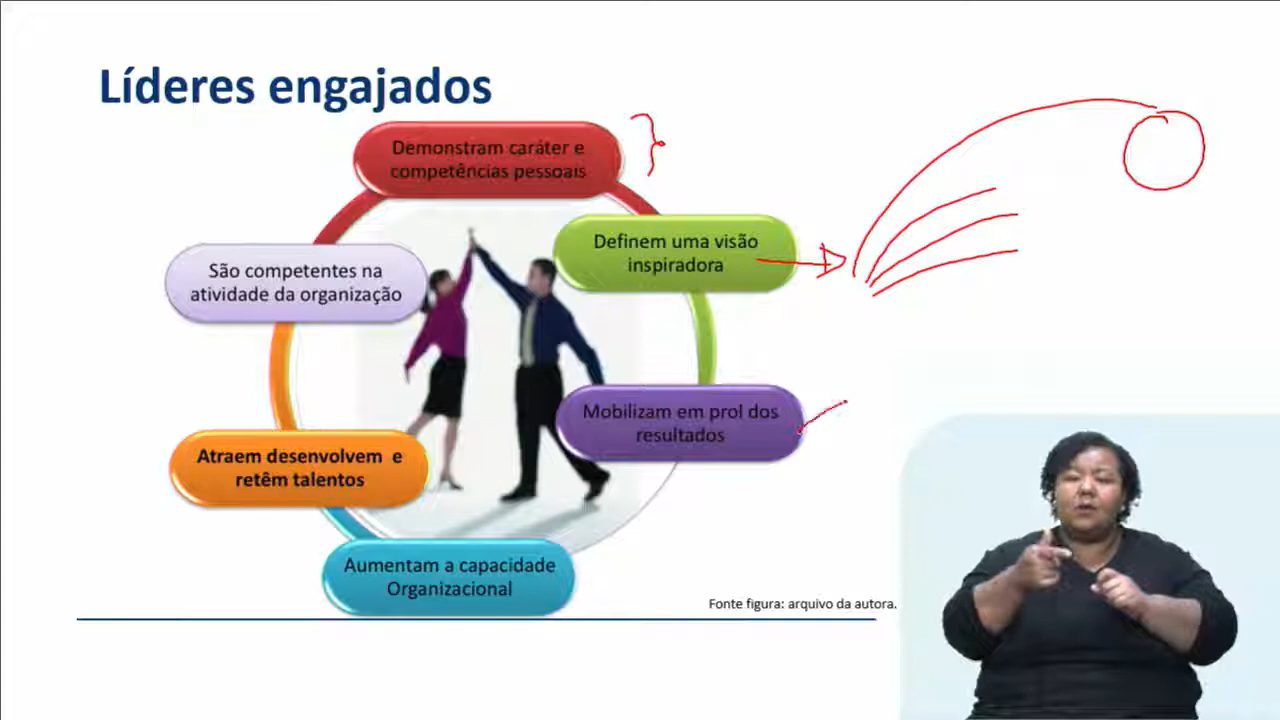 Líderes engajados
Demonstram caráter e
competências pessoais
Definem uma visão
inspiradora
São competentes na
atividade da organização
Mobilizam em prol dos
resultados
Atraem desenvolvem e
retêm talentos
Aumentam a capacidade
Organizacional
Fonte figura: arquivo da autora.